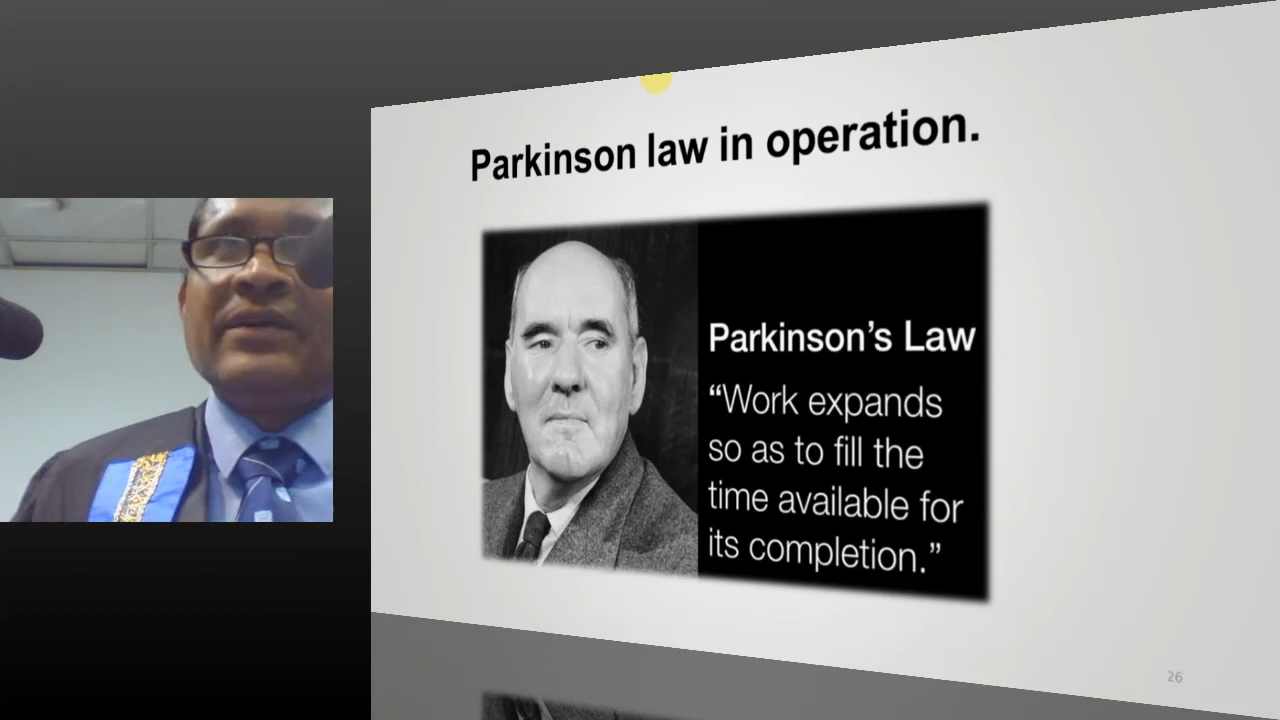 Parkinson law in operation.
Parkinson’s Law
“Work expands
so as to fill the
time available for
its completion.”
26